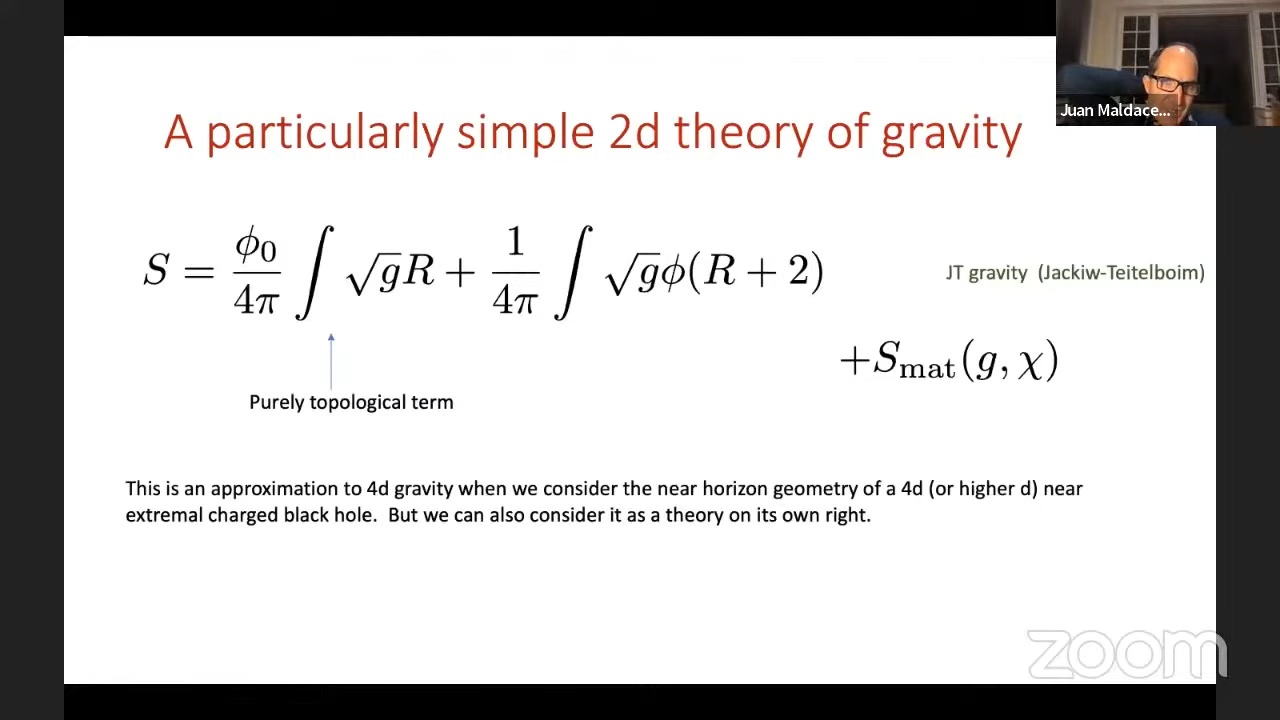 Juan Maldace...
A particularly simple 2d theory of gravity
S = \frac{\phi_0}{4\pi} \int \sqrt{g} R + \frac{1}{4\pi} \int \sqrt{g} \phi (R + 2)
JT gravity (Jackiw-Teitelboim)
+S_{mat}(g, χ)
Purely topological term
This is an approximation to 4d gravity when we consider the near horizon geometry of a 4d (or higher d) near
extremal charged black hole. But we can also consider it as a theory on its own right.
zoom